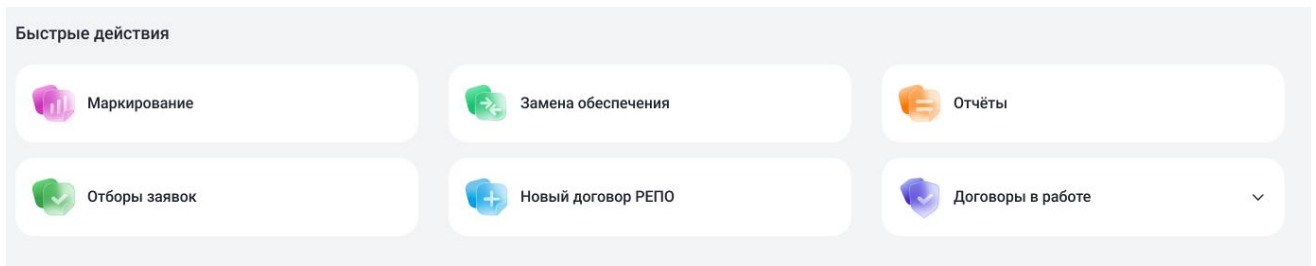 Быстрые действия
Маркирование
Замена обеспечения
Отчёты
Отборы заявок
Новый договор РЕПО
Договоры в работе